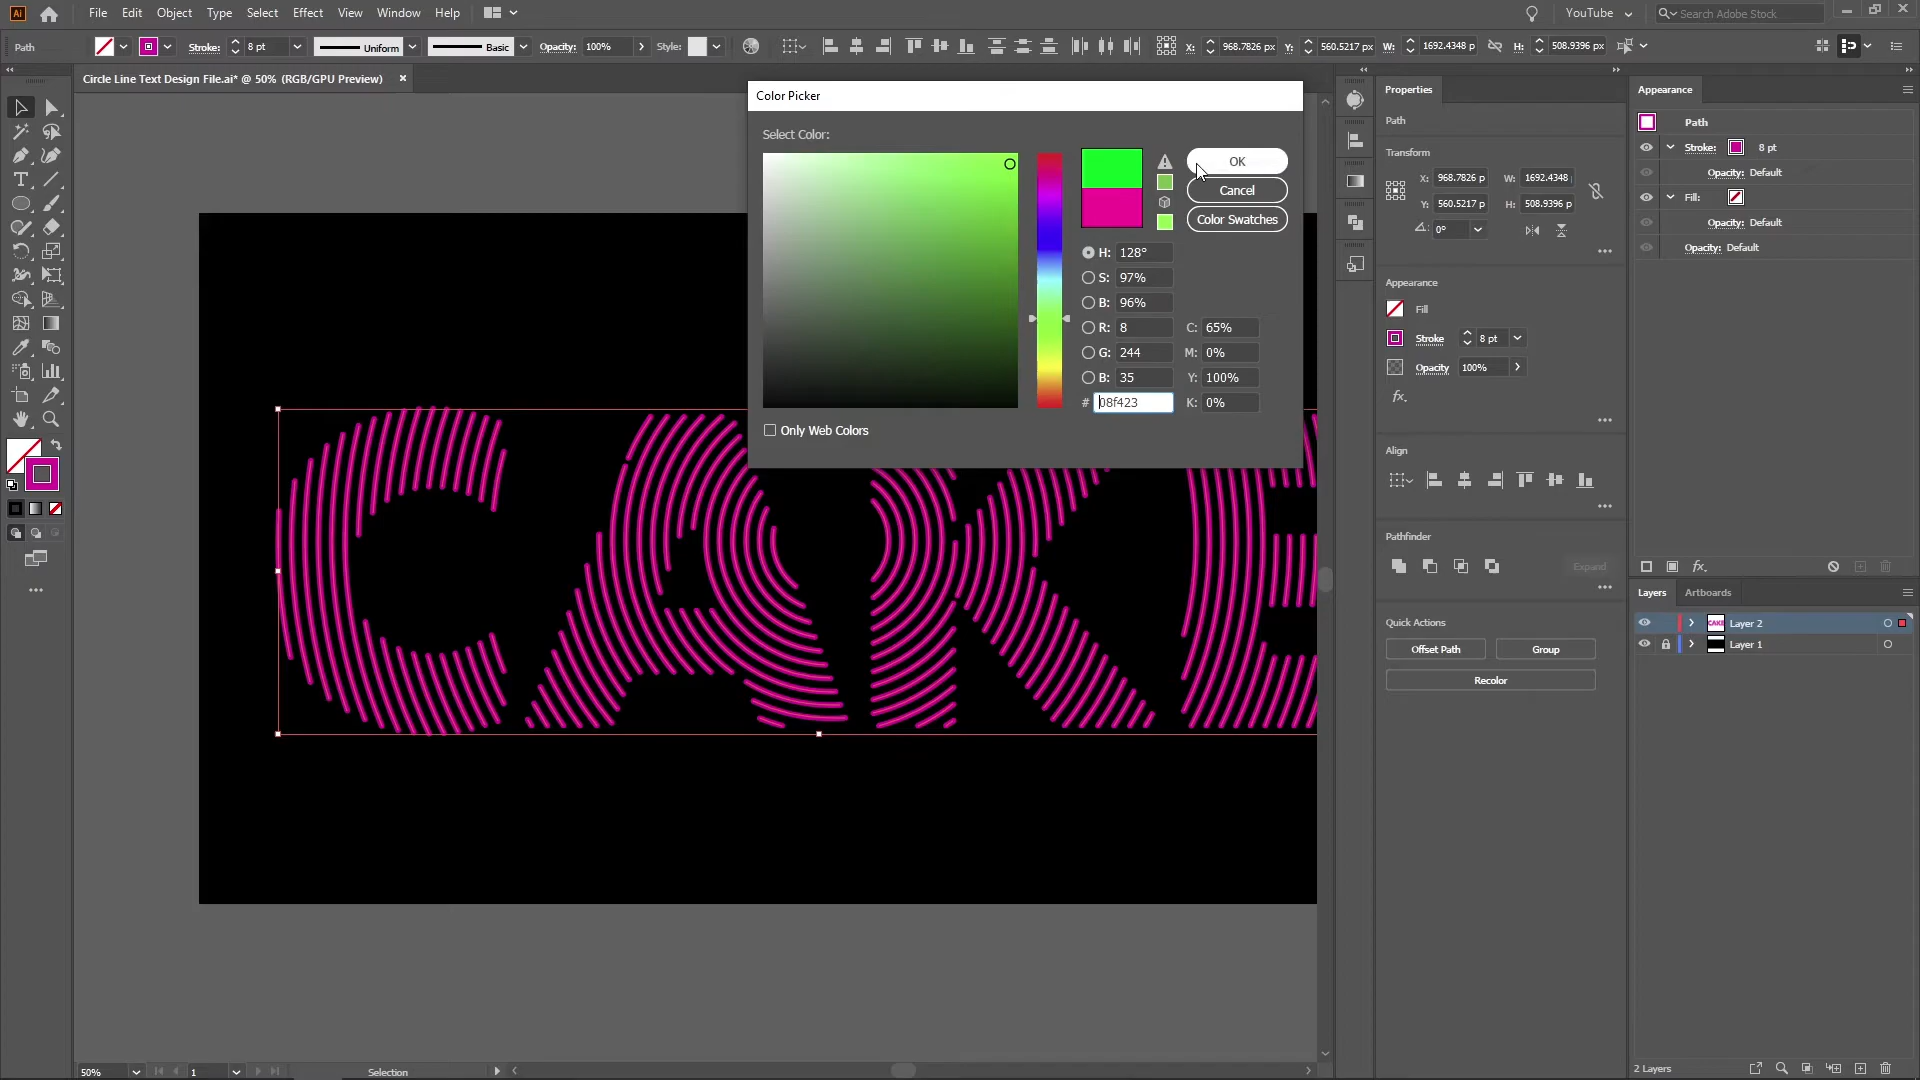 Ai File Edit Object Type Select Effect View Window Help YouTube Search Adobe Stock
Path Stroke: 8 pt Uniform Basic Opacity: 100% Style: X: 968.7826 px Y: 560.5217 px W: 1692.4348 px H: 508.9396 px
Circle Line Text Design File.ai* @ 50% (RGB/GPU Preview) ×
Color Picker
Select Color:
OK
Cancel
Color Swatches
H: 128°
S: 97%
B: 96%
R: 8 C: 65%
G: 244 M: 0%
B: 35 Y: 100%
# 08f423 K: 0%
Only Web Colors
CAKE
Properties
Path
Transform
X: 968.7826 p W: 1692.4348
Y: 560.5217 p H: 508.9396 p
0°
Appearance
Fill
Stroke 8 pt
Opacity 100%
fx.
Align
Pathfinder
Expand
Quick Actions
Offset Path Group
Recolor
Appearance
Path
Stroke: 8 pt
Opacity: Default
Fill:
Opacity: Default
Opacity: Default
fx.
Layers Artboards
CAKE Layer 2
Layer 1
2 Layers
50% 1 Selection